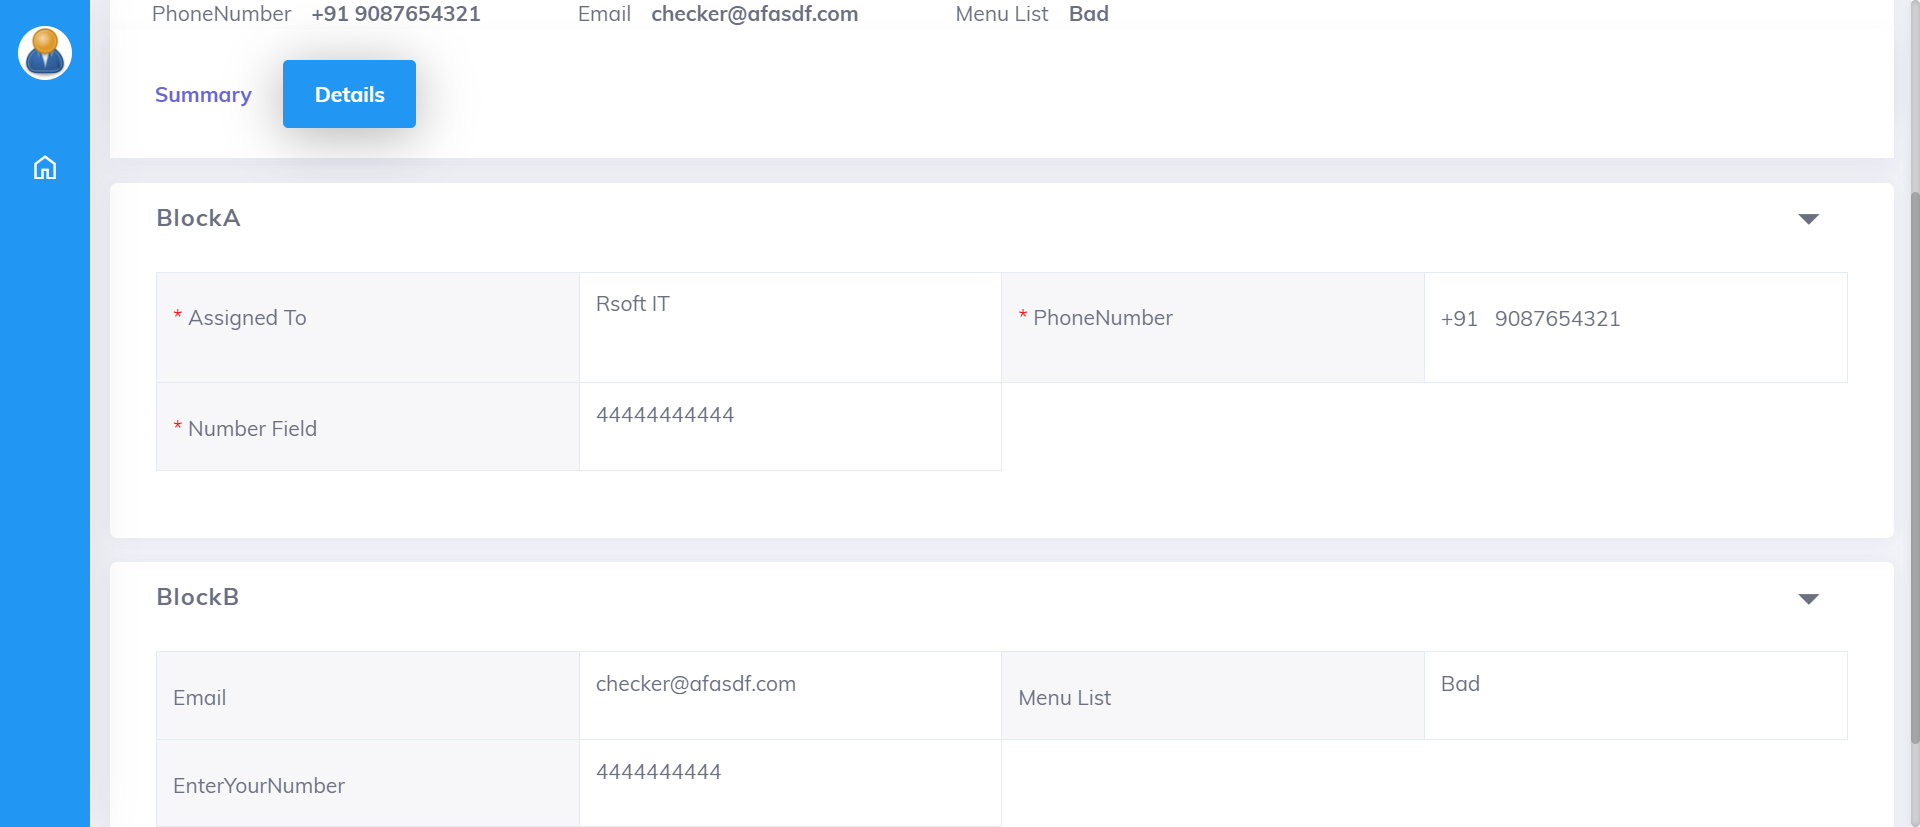 PhoneNumber +91 9087654321 Email checker@afasdf.com Menu List Bad
Summary Details
BlockA
* Assigned To Rsoft IT * PhoneNumber +91 9087654321
* Number Field 44444444444
BlockB
Email checker@afasdf.com Menu List Bad
EnterYourNumber 4444444444